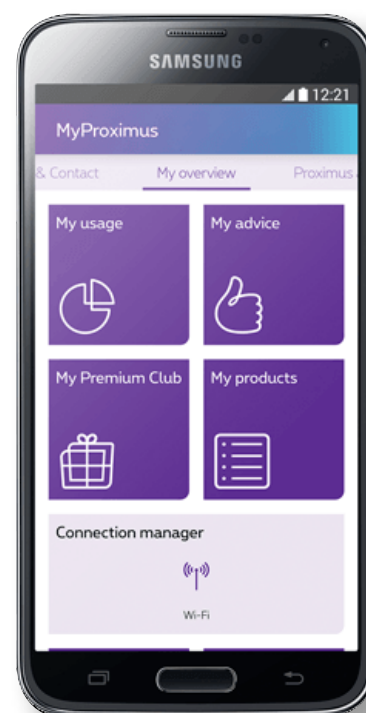 SAMSUNG
12:21
MyProximus
& Contact My overview Proximus
My usage My advice
My Premium Club My products
Connection manager
Wi-Fi